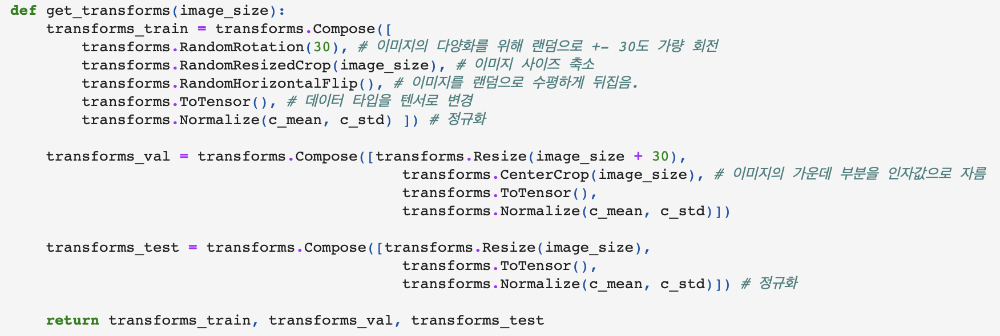 def get_transforms(image_size):
    transforms_train = transforms.Compose([
        transforms.RandomRotation(30), # 이미지의 다양화를 위해 랜덤으로 +- 30도 가량 회전
        transforms.RandomResizedCrop(image_size), # 이미지 사이즈 축소
        transforms.RandomHorizontalFlip(), # 이미지를 랜덤으로 수평하게 뒤집음.
        transforms.ToTensor(), # 데이터 타입을 텐서로 변경
        transforms.Normalize(c_mean, c_std) ]) # 정규화
    transforms_val = transforms.Compose([transforms.Resize(image_size + 30),
                                            transforms.CenterCrop(image_size), # 이미지의 가운데 부분을 인자값으로 자름
                                            transforms.ToTensor(),
                                            transforms.Normalize(c_mean, c_std)])
    transforms_test = transforms.Compose([transforms.Resize(image_size),
                                            transforms.ToTensor(),
                                            transforms.Normalize(c_mean, c_std)]) # 정규화
    return transforms_train, transforms_val, transforms_test